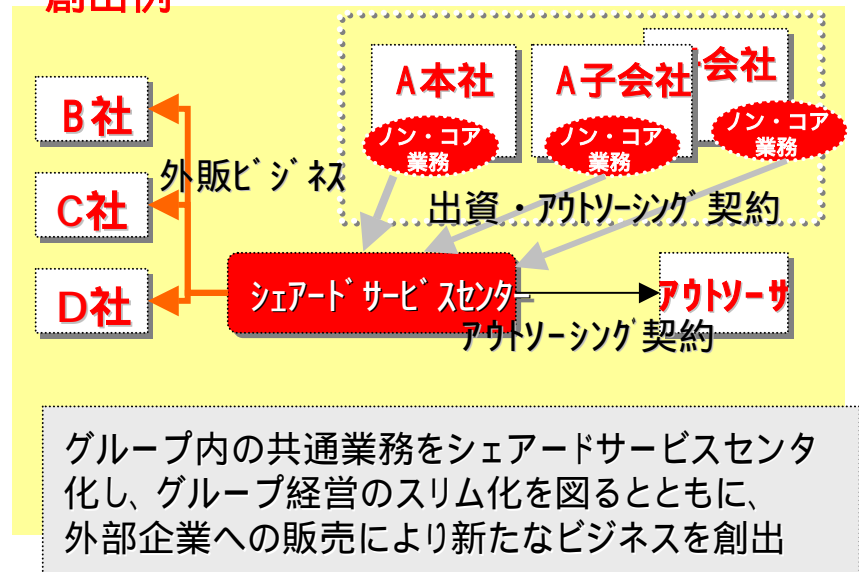 創出例
A本社
A子会社
会社
ノン・コア
業務
ノン・コア
業務
ノン・コア
業務
B社
C社
D社
外販ビジネス
出資・アウトソーシング契約
シェアードサービスセンター
アウトソーサ
アウトソーシング契約
グループ内の共通業務をシェアードサービスセンタ
化し、グループ経営のスリム化を図るとともに、
外部企業への販売により新たなビジネスを創出